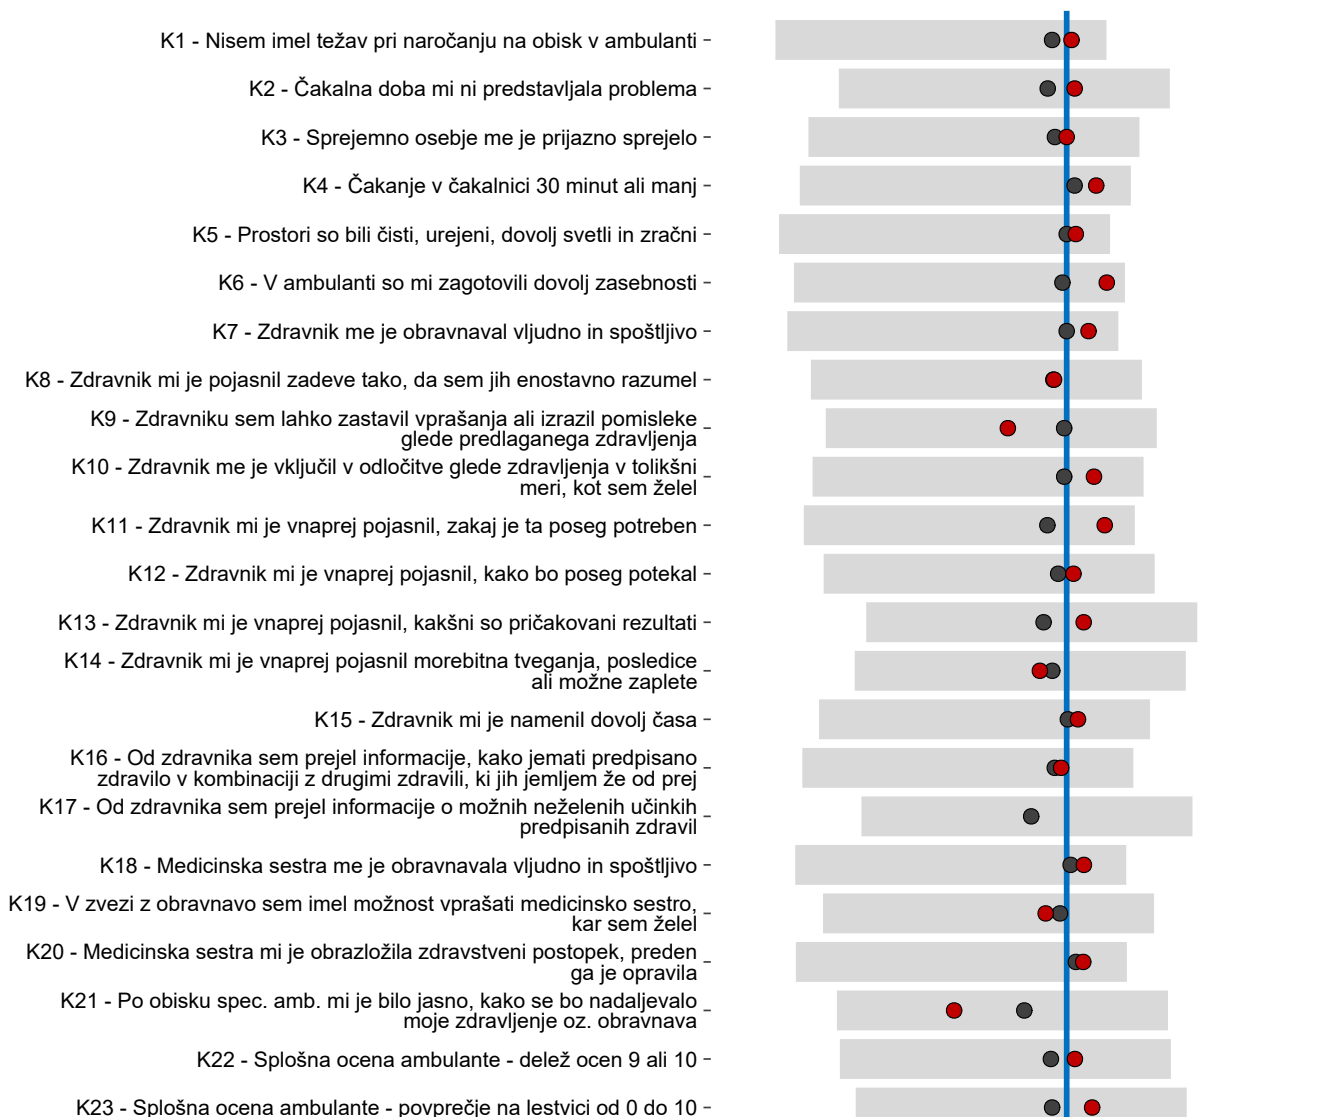 K1 - Nisem imel težav pri naročanju na obisk v ambulanti
K2 - Čakalna doba mi ni predstavljala problema
K3 - Sprejemno osebje me je prijazno sprejelo
K4 - Čakanje v čakalnici 30 minut ali manj
K5 - Prostori so bili čisti, urejeni, dovolj svetli in zračni
K6 - V ambulanti so mi zagotovili dovolj zasebnosti
K7 - Zdravnik me je obravnaval vljudno in spoštljivo
K8 - Zdravnik mi je pojasnil zadeve tako, da sem jih enostavno razumel
K9 - Zdravniku sem lahko zastavil vprašanja ali izrazil pomisleke
glede predlaganega zdravljenja
K10 - Zdravnik me je vključil v odločitve glede zdravljenja v tolikšni
meri, kot sem želel
K11 - Zdravnik mi je vnaprej pojasnil, zakaj je ta poseg potreben
K12 - Zdravnik mi je vnaprej pojasnil, kako bo poseg potekal
K13 - Zdravnik mi je vnaprej pojasnil, kakšni so pričakovani rezultati
K14 - Zdravnik mi je vnaprej pojasnil morebitna tveganja, posledice
ali možne zaplete
K15 - Zdravnik mi je namenil dovolj časa
K16 - Od zdravnika sem prejel informacije, kako jemati predpisano
zdravilo v kombinaciji z drugimi zdravili, ki jih jemljem že od prej
K17 - Od zdravnika sem prejel informacije o možnih neželenih učinkih
predpisanih zdravil
K18 - Medicinska sestra me je obravnavala vljudno in spoštljivo
K19 - V zvezi z obravnavo sem imel možnost vprašati medicinsko sestro,
kar sem želel
K20 - Medicinska sestra mi je obrazložila zdravstveni postopek, preden
ga je opravila
K21 - Po obisku spec. amb. mi je bilo jasno, kako se bo nadaljevalo
moje zdravljenje oz. obravnava
K22 - Splošna ocena ambulante - delež ocen 9 ali 10
K23 - Splošna ocena ambulante - povprečje na lestvici od 0 do 10